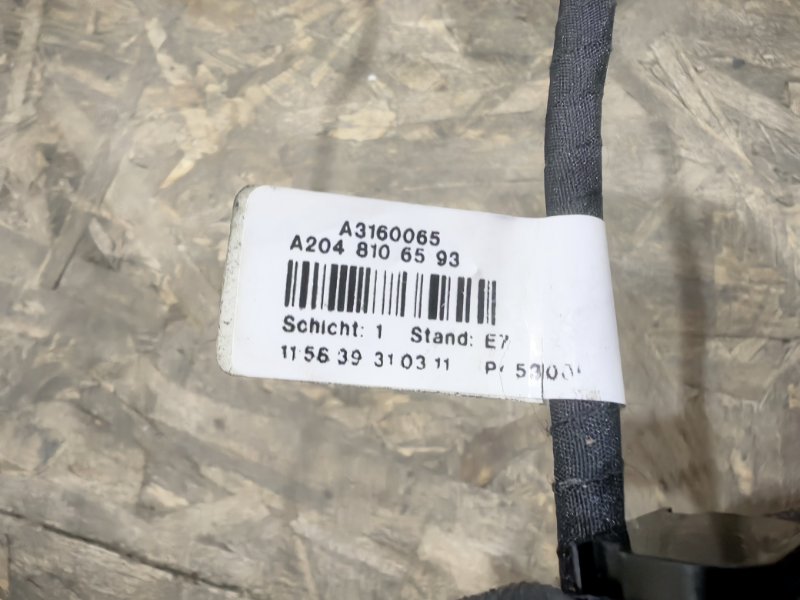 A3160065
A204 810 65 93
Schicht: 1 Stand: E7
11 56 39 31 03 11